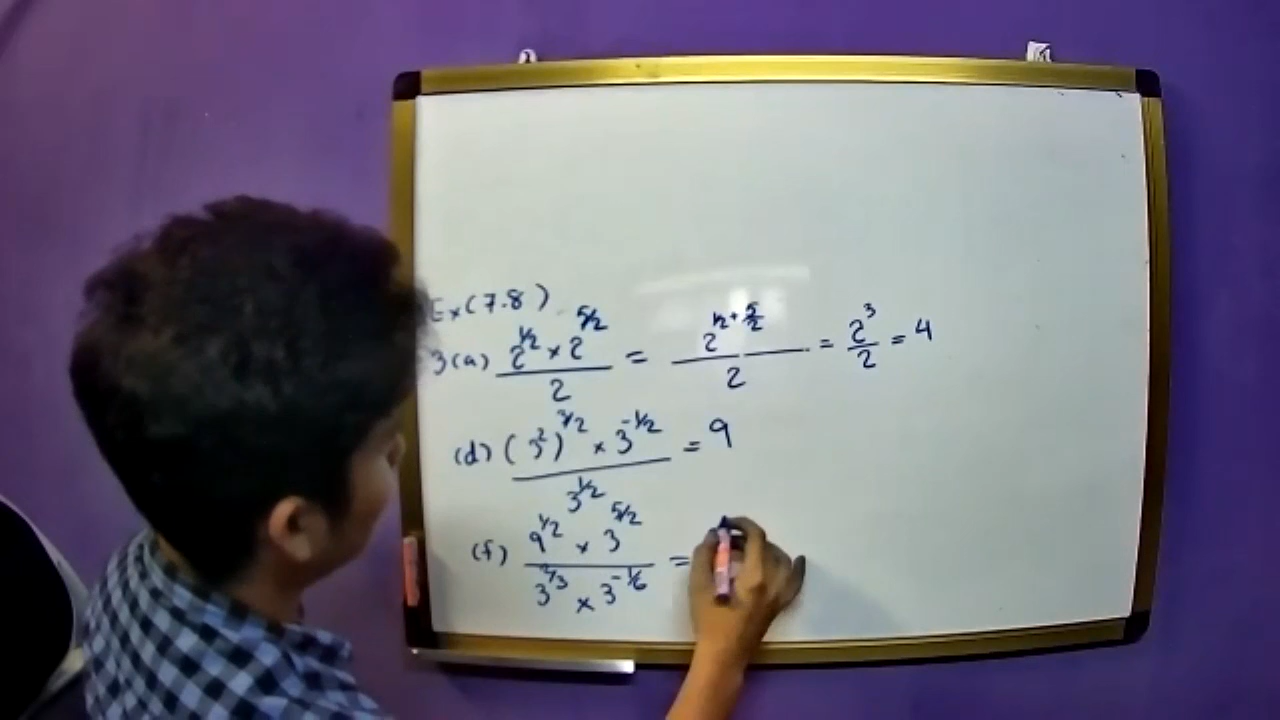 Ex(7.8)
3(a) (2^1/2 × 2^5/2)/2 = 2^(1/2+5/2)/2 = 2^3/2 = 4
(d) ((3^2)^3/2 × 3^-1/2)/3^1/2 = 9
(f) (9^1/2 × 3^5/2)/(3^2/3 × 3^-1/6) =